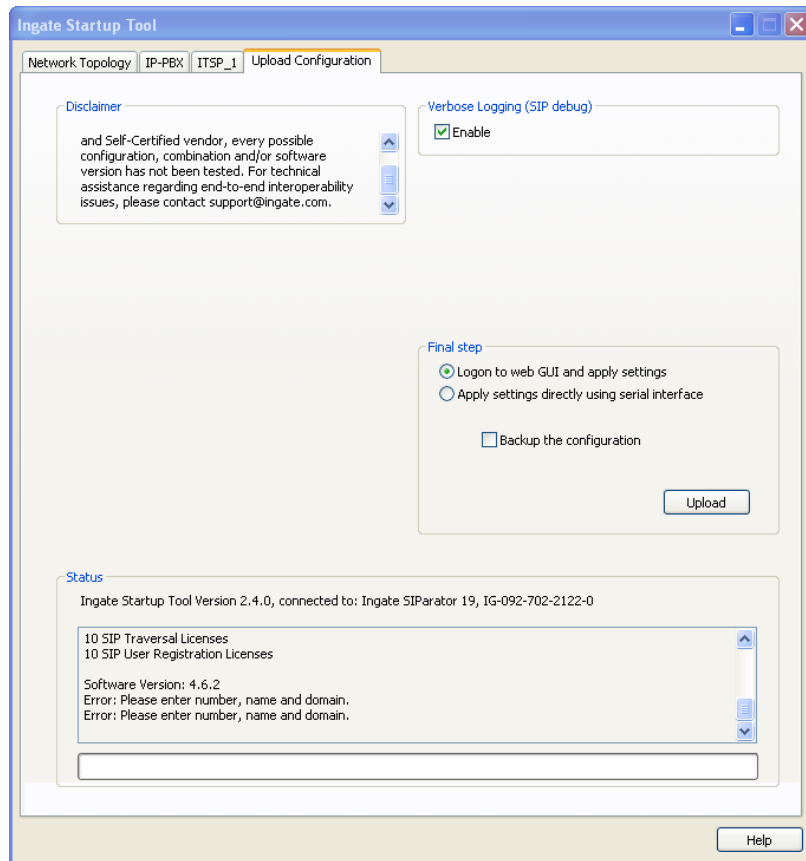 Ingate Startup Tool
Network Topology
IP-PBX
ITSP_1
Upload Configuration
Disclaimer
and Self-Certified vendor, every possible
configuration, combination and/or software
version has not been tested. For technical
assistance regarding end-to-end interoperability
issues, please contact support@ingate.com.
Verbose Logging (SIP debug)
Enable
Final step
Logon to web GUI and apply settings
Apply settings directly using serial interface
Backup the configuration
Upload
Status
Ingate Startup Tool Version 2.4.0, connected to: Ingate SIParator 19, IG-092-702-2122-0
10 SIP Traversal Licenses
10 SIP User Registration Licenses
Software Version: 4.6.2
Error: Please enter number, name and domain.
Error: Please enter number, name and domain.
Help